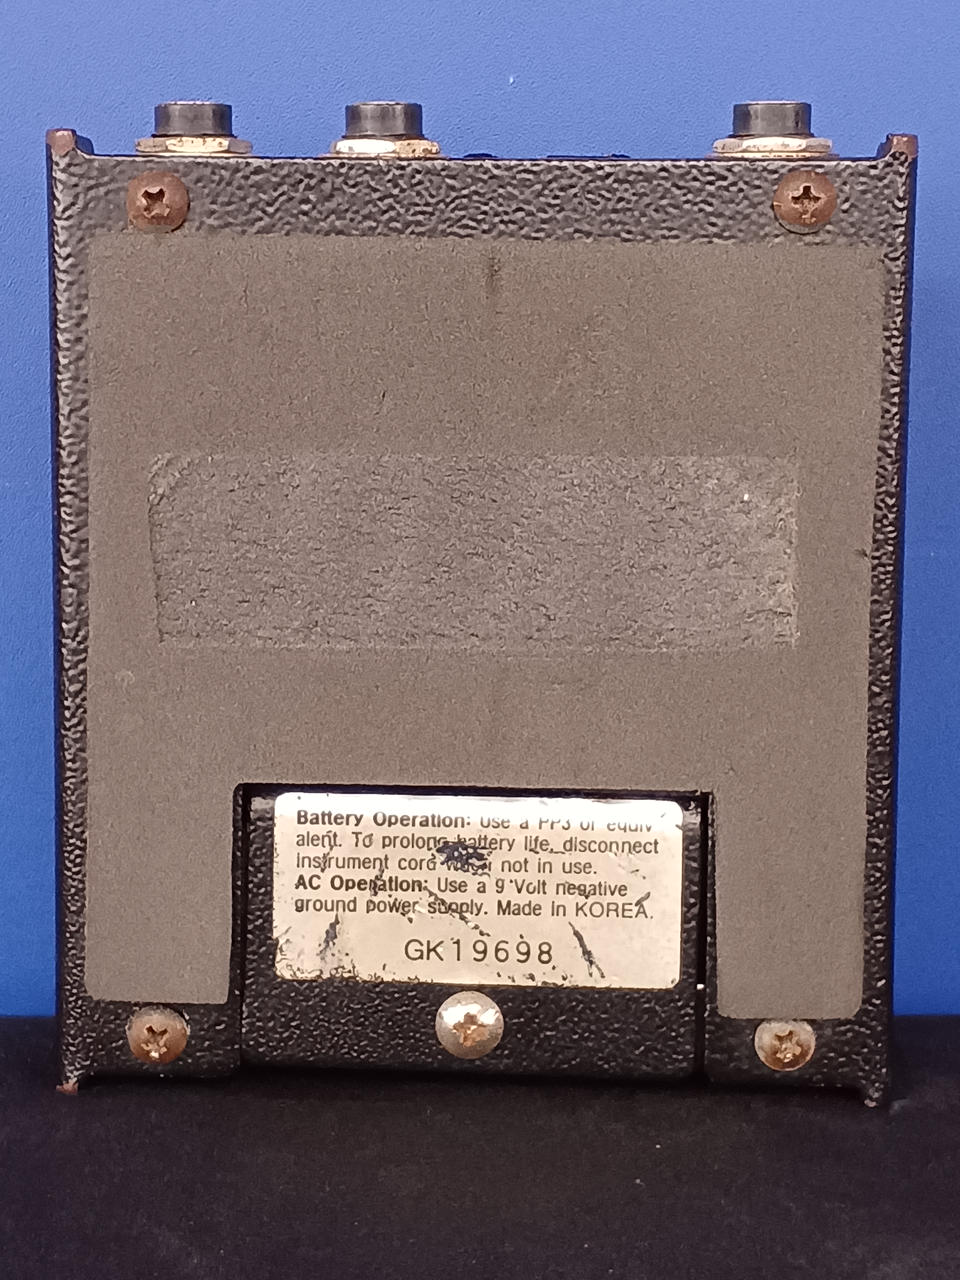 Battery Operation: Use a PP3 or equiv
alent. To prolong battery life, disconnect
instrument cord when not in use.
AC Operation: Use a 9 Volt negative
ground power supply. Made in KOREA.
GK19698